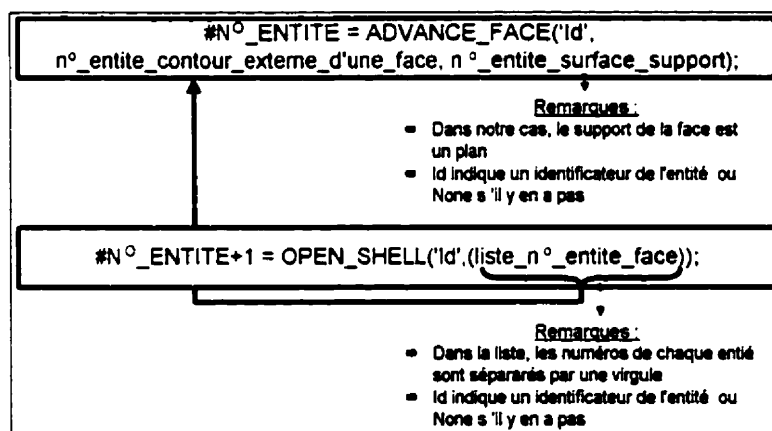 #N°_ENTITE = ADVANCE_FACE('Id',
n°_entite_contour_externe_d'une_face, n°_entite_surface_support);
Remarques :
⇒ Dans notre cas, le support de la face est
un plan
⇒ Id indique un identificateur de l'entité ou
None s 'il y en a pas
#N°_ENTITE+1 = OPEN_SHELL('Id',(liste_n°_entite_face));
Remarques :
⇒ Dans la liste, les numéros de chaque entié
sont sépararés par une virgule
⇒ Id indique un identificateur de l'entité ou
None s 'il y en a pas